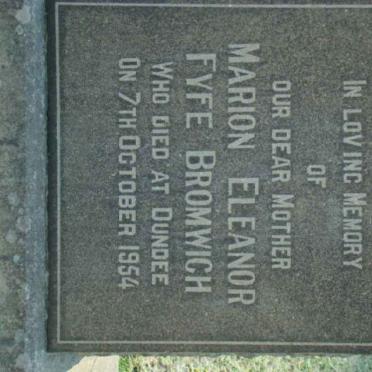 IN LOVING MEMORY
OF
OUR DEAR MOTHER
MARION ELEANOR
FYFE BROMWICH
WHO DIED AT DUNDEE
ON 7TH OCTOBER 1954